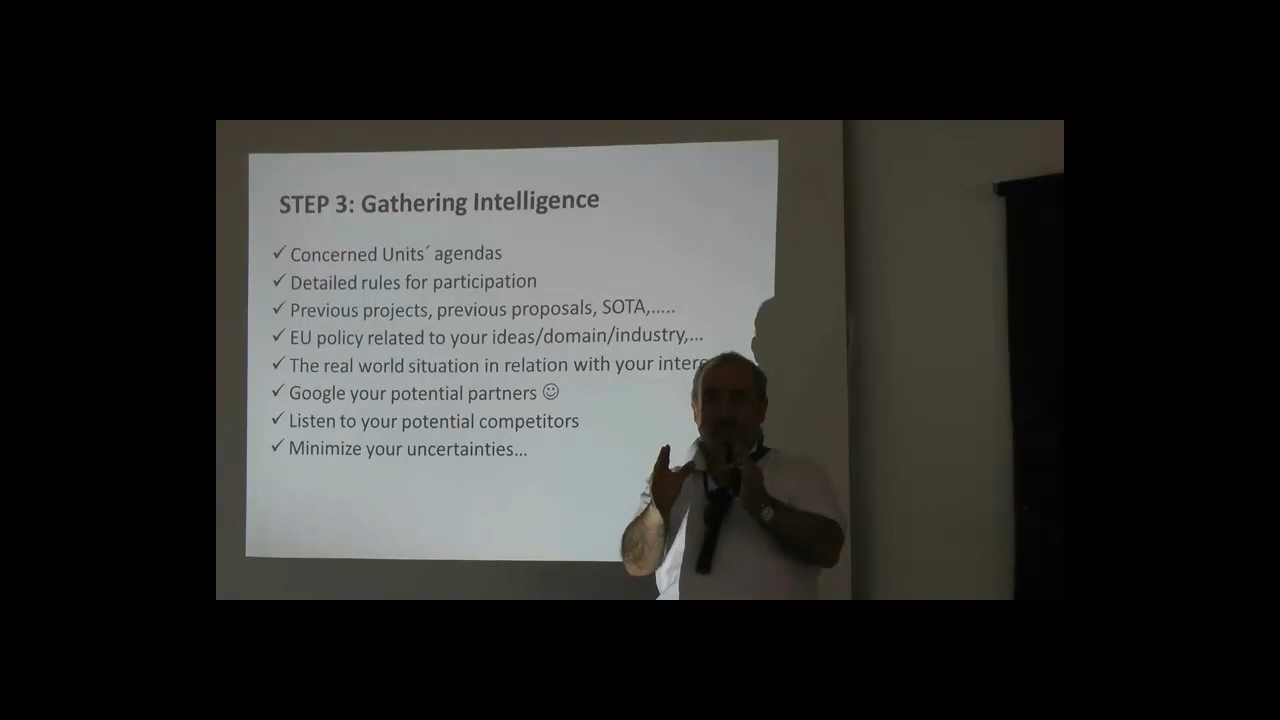 STEP 3: Gathering Intelligence
✓ Concerned Units´ agendas
✓ Detailed rules for participation
✓ Previous projects, previous proposals, SOTA,.....
✓ EU policy related to your ideas/domain/industry,...
✓ The real world situation in relation with your
✓ Google your potential partners ☺
✓ Listen to your potential competitors
✓ Minimize your uncertainties...